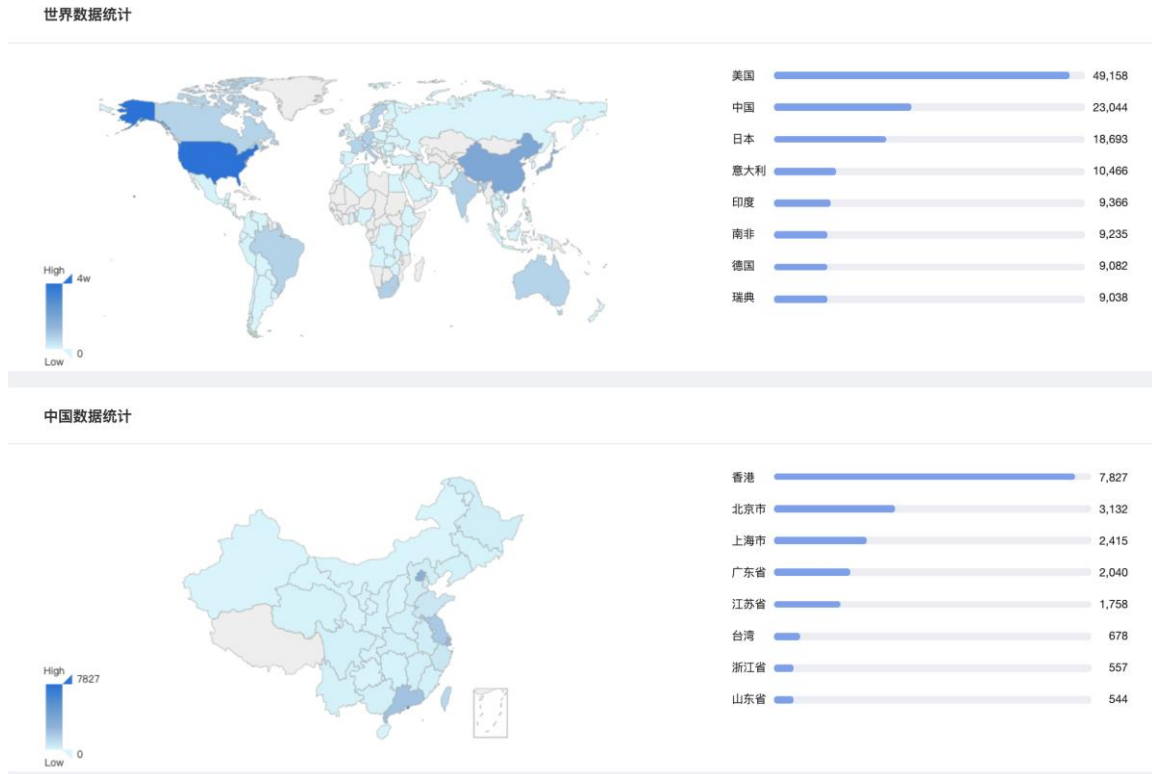 世界数据统计
美国 49,158
中国 23,044
日本 18,693
意大利 10,466
印度 9,366
南非 9,235
德国 9,082
瑞典 9,038
High
4w
0
Low
中国数据统计
香港 7,827
北京市 3,132
上海市 2,415
广东省 2,040
江苏省 1,758
台湾 678
浙江省 557
山东省 544
High
7827
0
Low